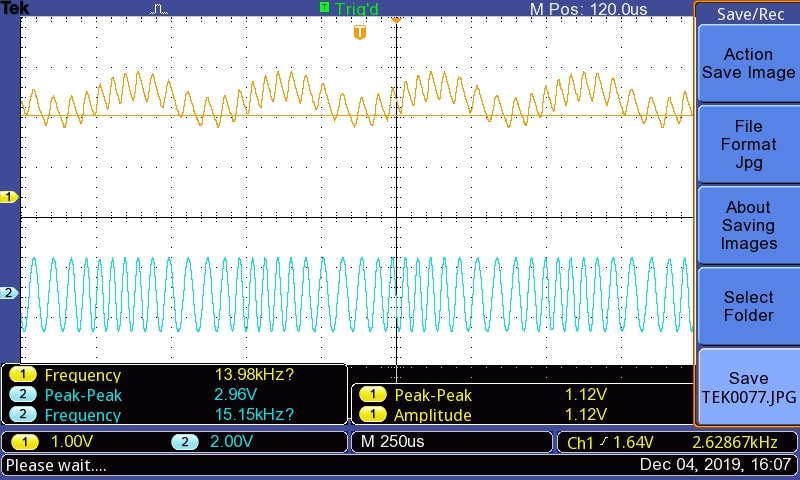 Tek
T Trig'd
M Pos: 120.0us
Save/Rec
T
Action
Save Image
File
Format
Jpg
About
Saving
Images
Select
Folder
Save
TEK0077.JPG
1
2
1 Frequency 13.98kHz?
2 Peak-Peak 2.96V
2 Frequency 15.15kHz?
1 Peak-Peak 1.12V
1 Amplitude 1.12V
1 1.00V 2 2.00V M 250us Ch1 / 1.64V 2.62867kHz
Please wait.... Dec 04, 2019, 16:07